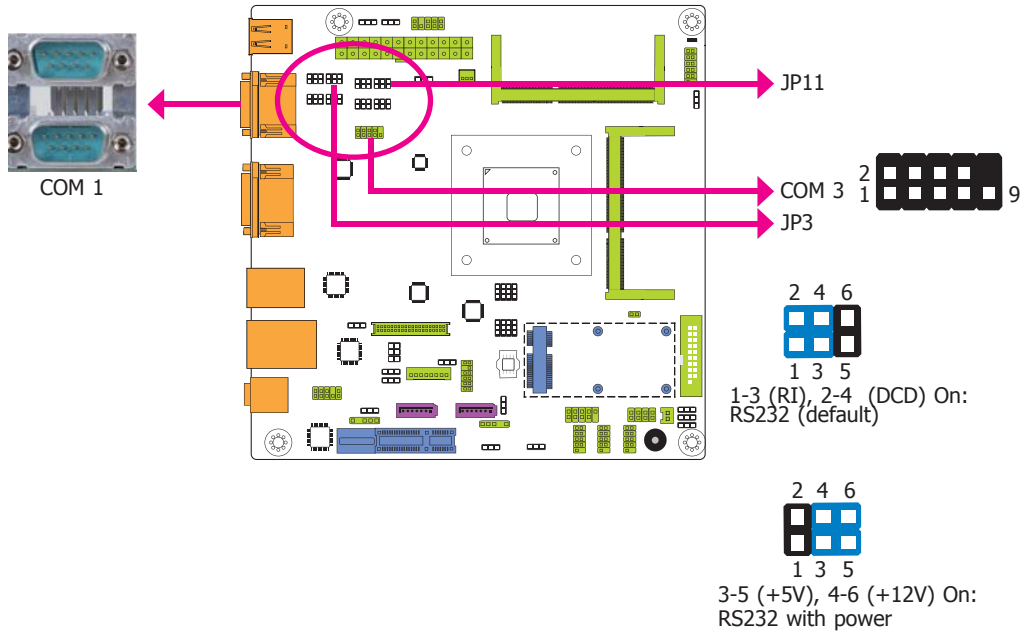 COM 1
JP11
COM 3
2
1
9
JP3
2 4 6
1 3 5
1-3 (RI), 2-4 (DCD) On:
RS232 (default)
2 4 6
1 3 5
3-5 (+5V), 4-6 (+12V) On:
RS232 with power